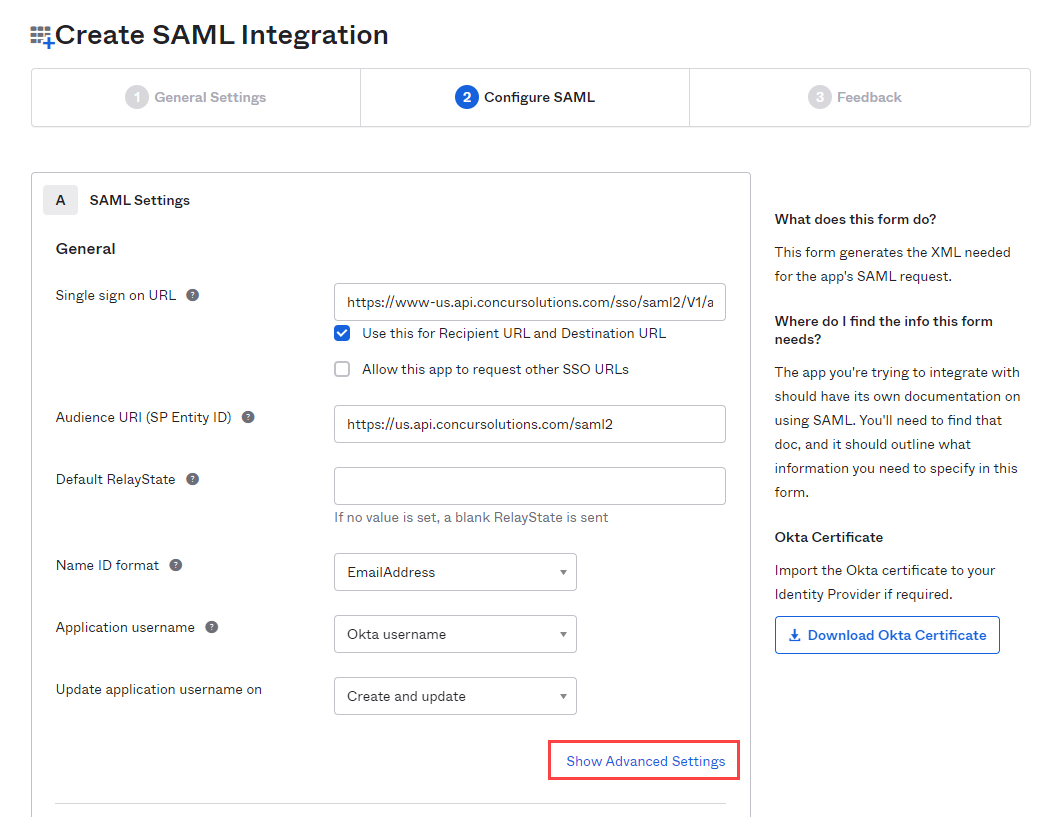 Create SAML Integration
1 General Settings
2 Configure SAML
3 Feedback
A SAML Settings
General
Single sign on URL ?
https://www-us.api.concursolutions.com/sso/saml2/V1/a
Use this for Recipient URL and Destination URL
Allow this app to request other SSO URLs
Audience URI (SP Entity ID) ?
https://us.api.concursolutions.com/saml2
Default RelayState ?
If no value is set, a blank RelayState is sent
Name ID format ?
EmailAddress
Application username ?
Okta username
Update application username on
Create and update
Show Advanced Settings
What does this form do?
This form generates the XML needed
for the app's SAML request.
Where do I find the info this form
needs?
The app you're trying to integrate with
should have its own documentation on
using SAML. You'll need to find that
doc, and it should outline what
information you need to specify in this
form.
Okta Certificate
Import the Okta certificate to your
Identity Provider if required.
Download Okta Certificate